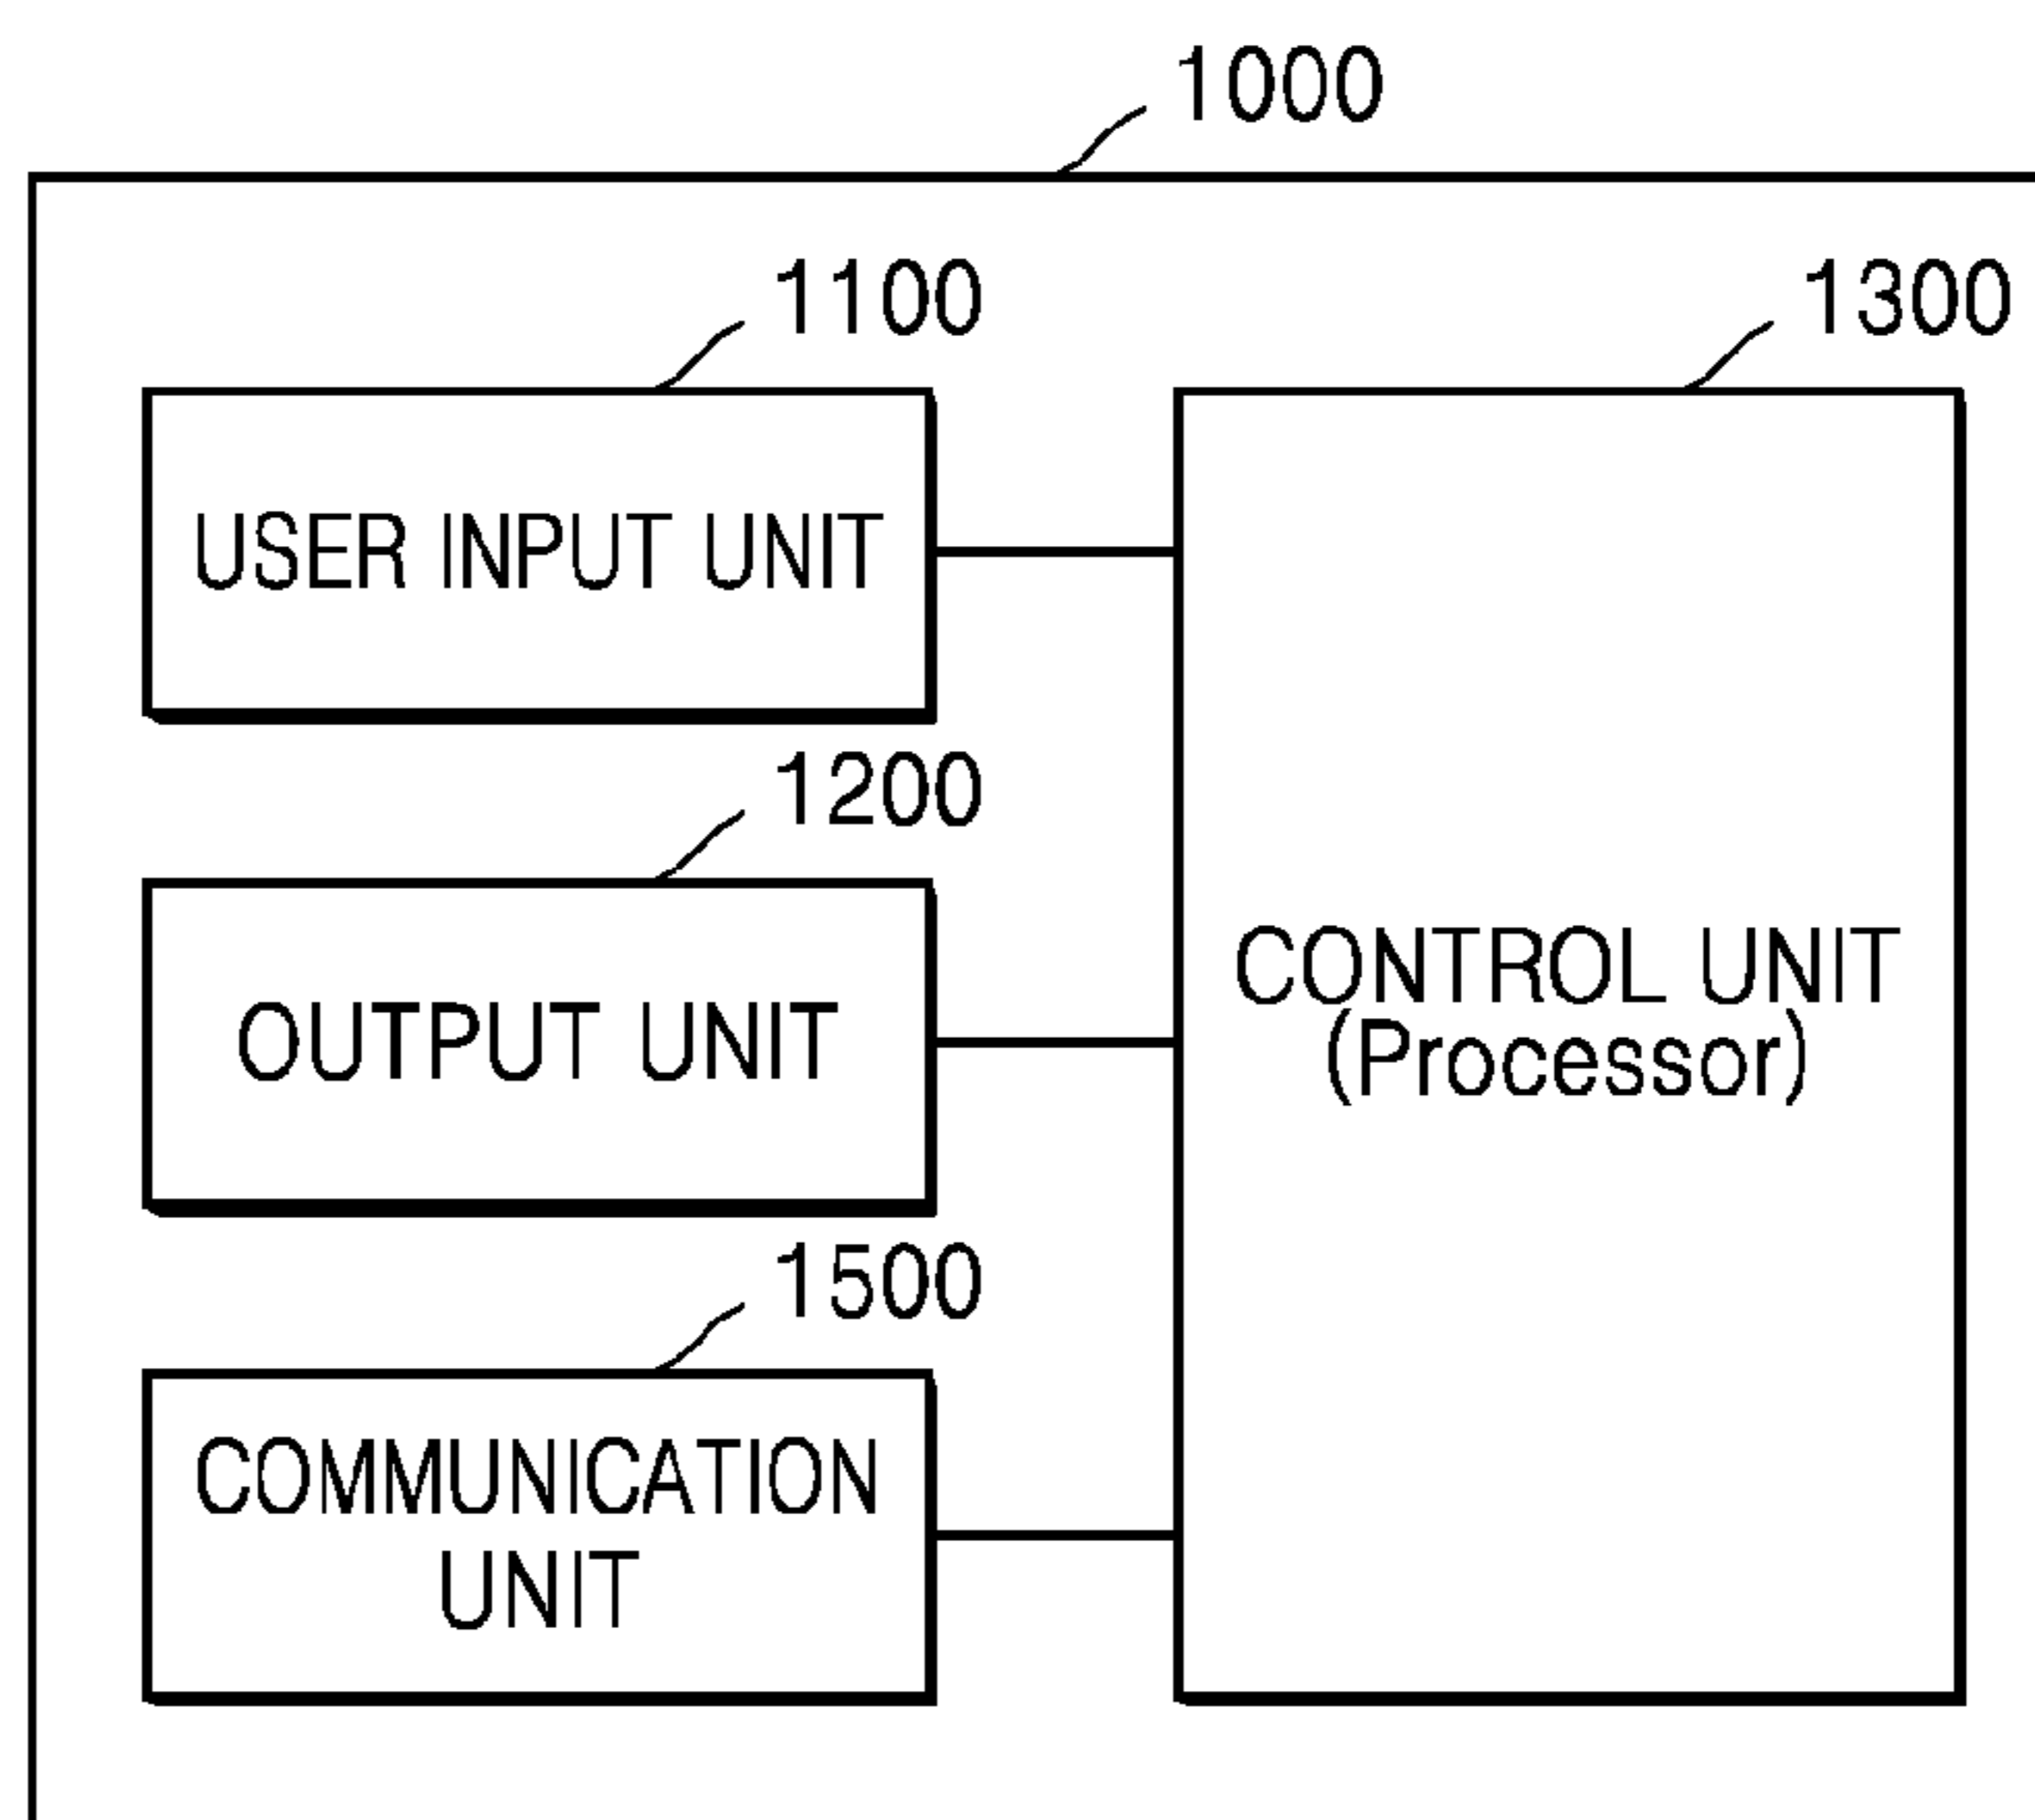 1000
1100
1300
USER INPUT UNIT
1200
OUTPUT UNIT
CONTROL UNIT
(Processor)
1500
COMMUNICATION
UNIT